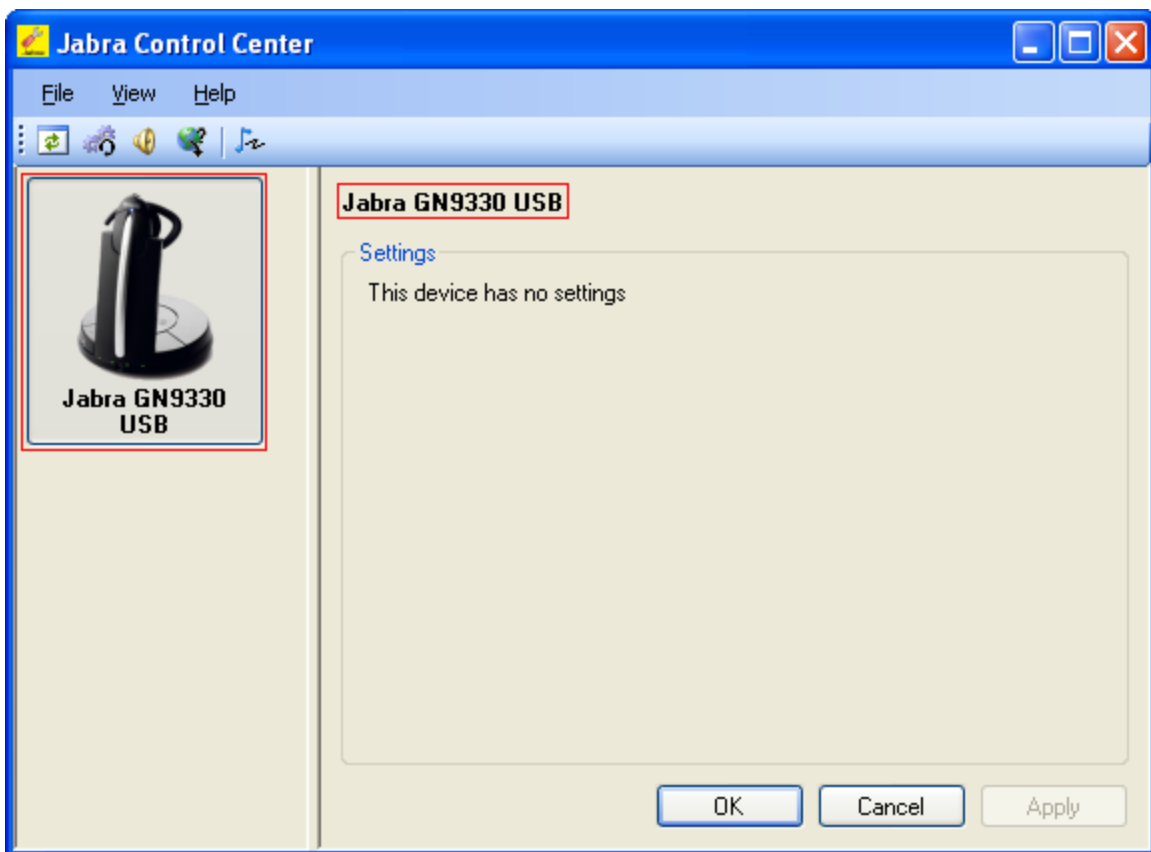 Jabra Control Center
File View Help
Jabra GN9330
USB
Jabra GN9330 USB
Settings
This device has no settings
OK Cancel Apply